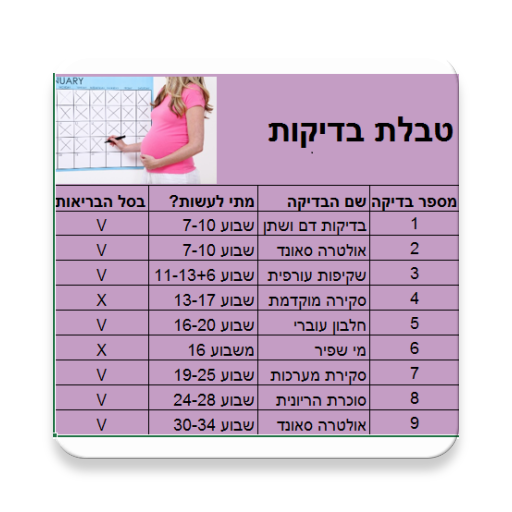 NUARY
טבלת בדיקות
מספר בדיקה שם הבדיקה מתי לעשות? בסל הבריאות
1 בדיקות דם ושתן שבוע 7-10 V
2 אולטרה סאונד שבוע 7-10 V
3 שקיפות עורפית שבוע 11-13+6 V
4 סקירה מוקדמת שבוע 13-17 X
5 חלבון עוברי שבוע 16-20 V
6 מי שפיר משבוע 16 X
7 סקירת מערכות שבוע 19-25 V
8 סוכרת הריונית שבוע 24-28 V
9 אולטרה סאונד שבוע 30-34 V